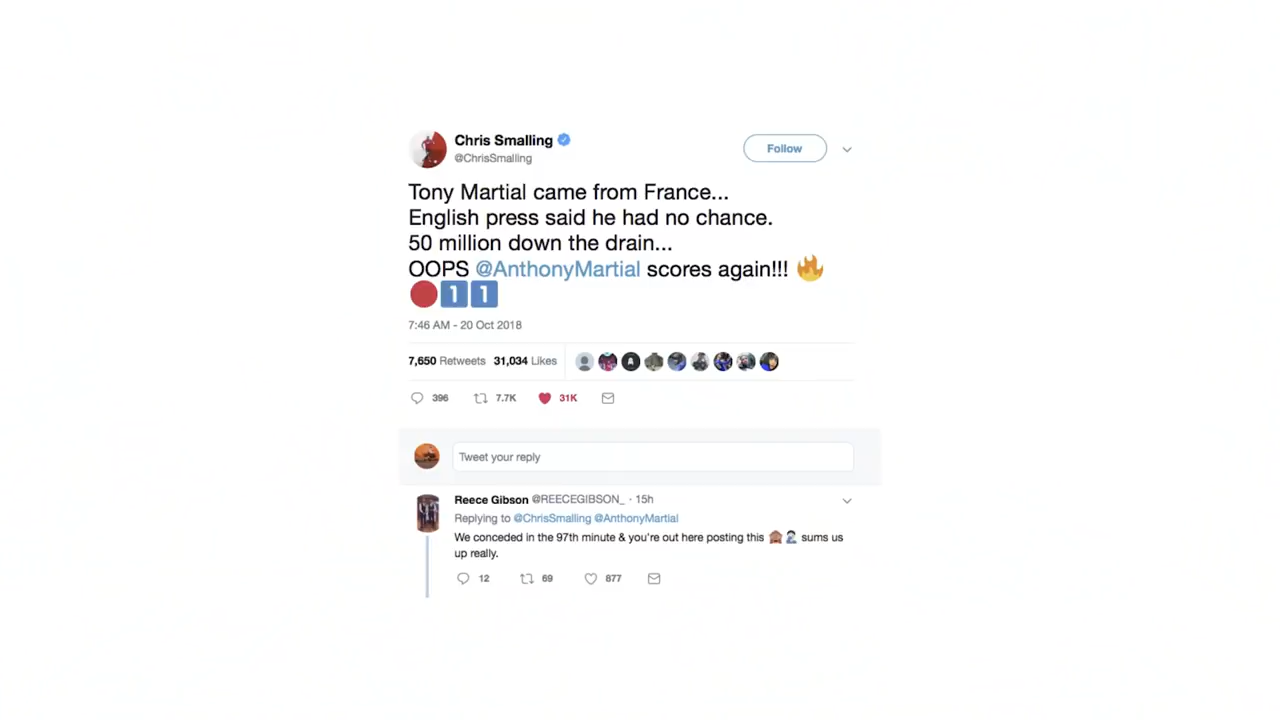 Chris Smalling
Follow
@ChrisSmalling
Tony Martial came from France...
English press said he had no chance.
50 million down the drain...
OOPS @AnthonyMartial scores again!!! 🔥
🔴1️⃣1️⃣
7:46 AM - 20 Oct 2018
7,650 Retweets 31,034 Likes
396 7.7K 31K
Tweet your reply
Reece Gibson @REECEGIBSON_ · 15h
Replying to @ChrisSmalling @AnthonyMartial
We conceded in the 97th minute & you're out here posting this sums us
up really.
12 69 877